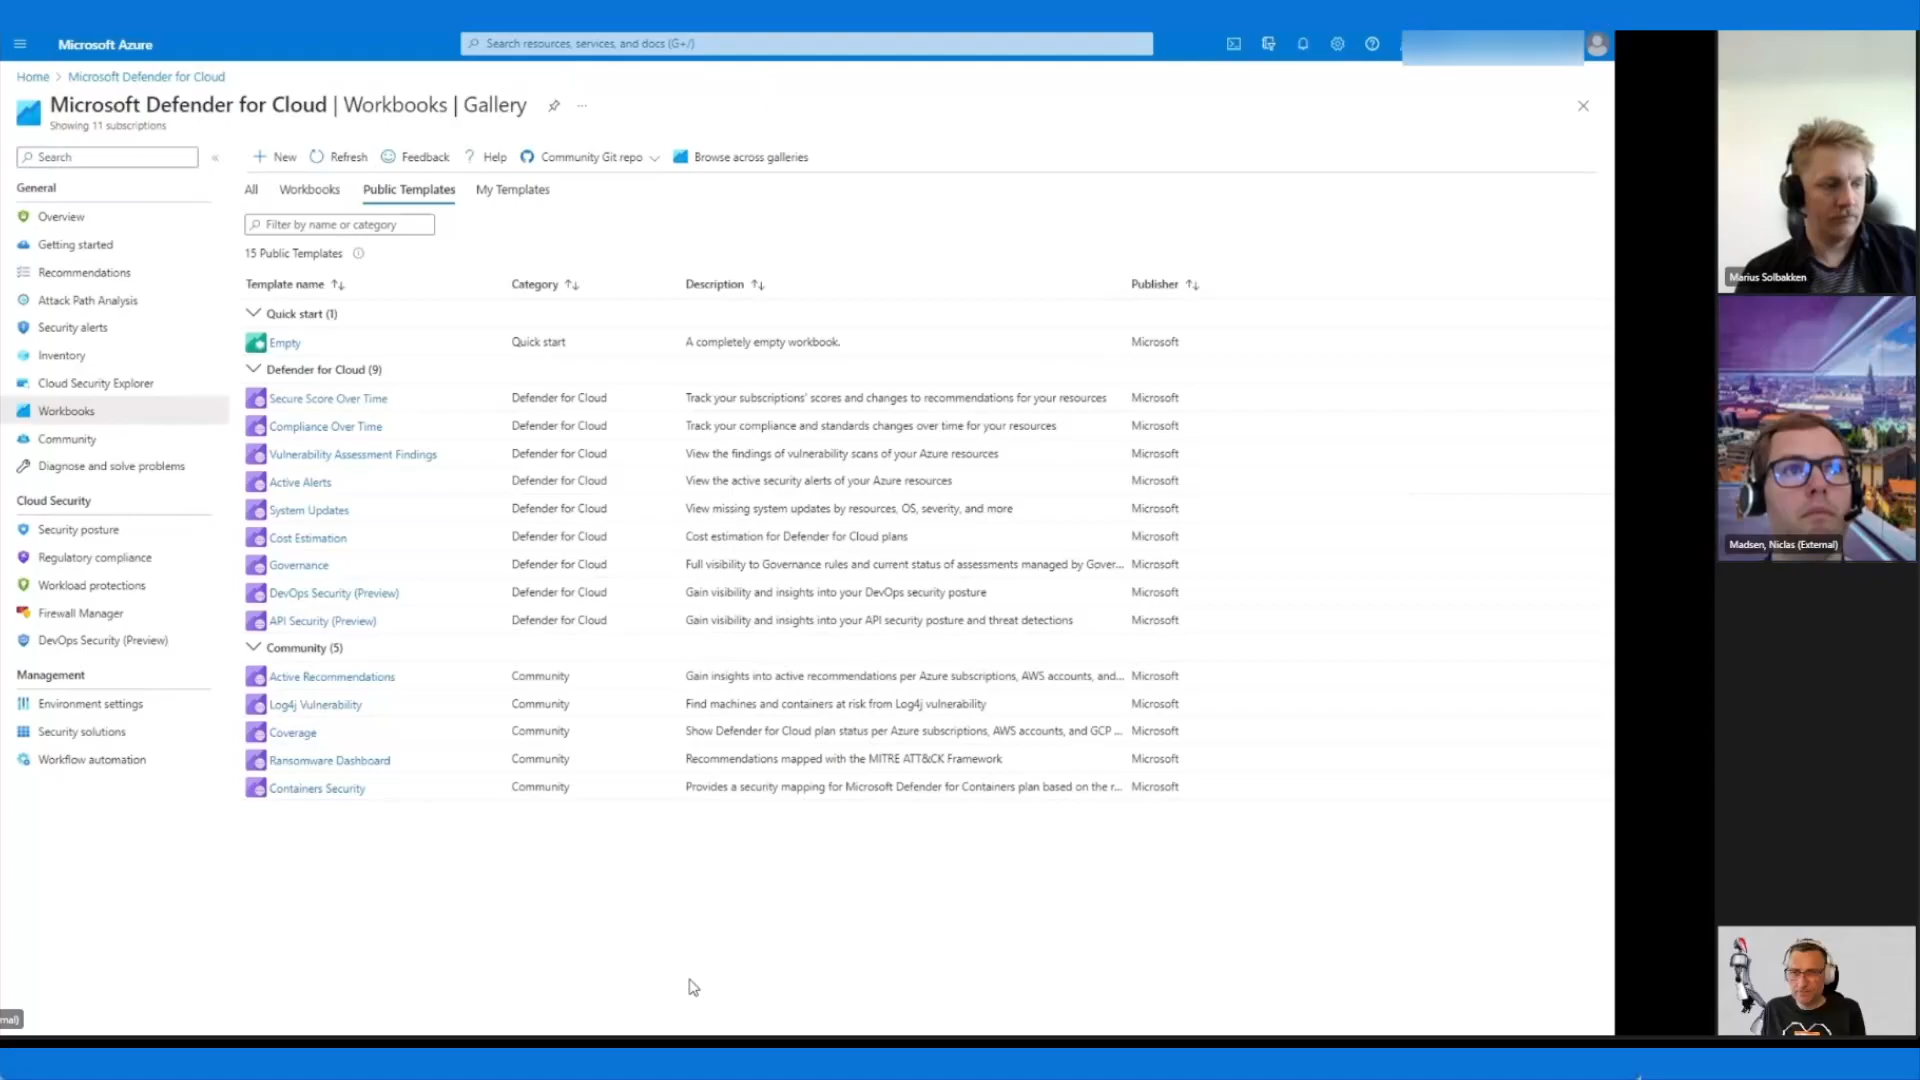 Microsoft Azure
Search resources, services, and docs (G+/)
Home > Microsoft Defender for Cloud
Microsoft Defender for Cloud | Workbooks | Gallery
Showing 11 subscriptions
Search
New Refresh Feedback Help Community Git repo Browse across galleries
All Workbooks Public Templates My Templates
Filter by name or category
15 Public Templates
General
Overview
Getting started
Recommendations
Attack Path Analysis
Security alerts
Inventory
Cloud Security Explorer
Workbooks
Community
Diagnose and solve problems
Cloud Security
Security posture
Regulatory compliance
Workload protections
Firewall Manager
DevOps Security (Preview)
Management
Environment settings
Security solutions
Workflow automation
Template name Category Description Publisher
Quick start (1)
Empty Quick start A completely empty workbook. Microsoft
Defender for Cloud (9)
Secure Score Over Time Defender for Cloud Track your subscriptions' scores and changes to recommendations for your resources Microsoft
Compliance Over Time Defender for Cloud Track your compliance and standards changes over time for your resources Microsoft
Vulnerability Assessment Findings Defender for Cloud View the findings of vulnerability scans of your Azure resources Microsoft
Active Alerts Defender for Cloud View the active security alerts of your Azure resources Microsoft
System Updates Defender for Cloud View missing system updates by resources, OS, severity, and more Microsoft
Cost Estimation Defender for Cloud Cost estimation for Defender for Cloud plans Microsoft
Governance Defender for Cloud Full visibility to Governance rules and current status of assessments managed by Gover... Microsoft
DevOps Security (Preview) Defender for Cloud Gain visibility and insights into your DevOps security posture Microsoft
API Security (Preview) Defender for Cloud Gain visibility and insights into your API security posture and threat detections Microsoft
Community (5)
Active Recommendations Community Gain insights into active recommendations per Azure subscriptions, AWS accounts, and... Microsoft
Log4j Vulnerability Community Find machines and containers at risk from Log4j vulnerability Microsoft
Coverage Community Show Defender for Cloud plan status per Azure subscriptions, AWS accounts, and GCP ... Microsoft
Ransomware Dashboard Community Recommendations mapped with the MITRE ATT&CK Framework Microsoft
Containers Security Community Provides a security mapping for Microsoft Defender for Containers plan based on the r... Microsoft
Marius Solbakken
Madsen, Niclas (External)
rnal)